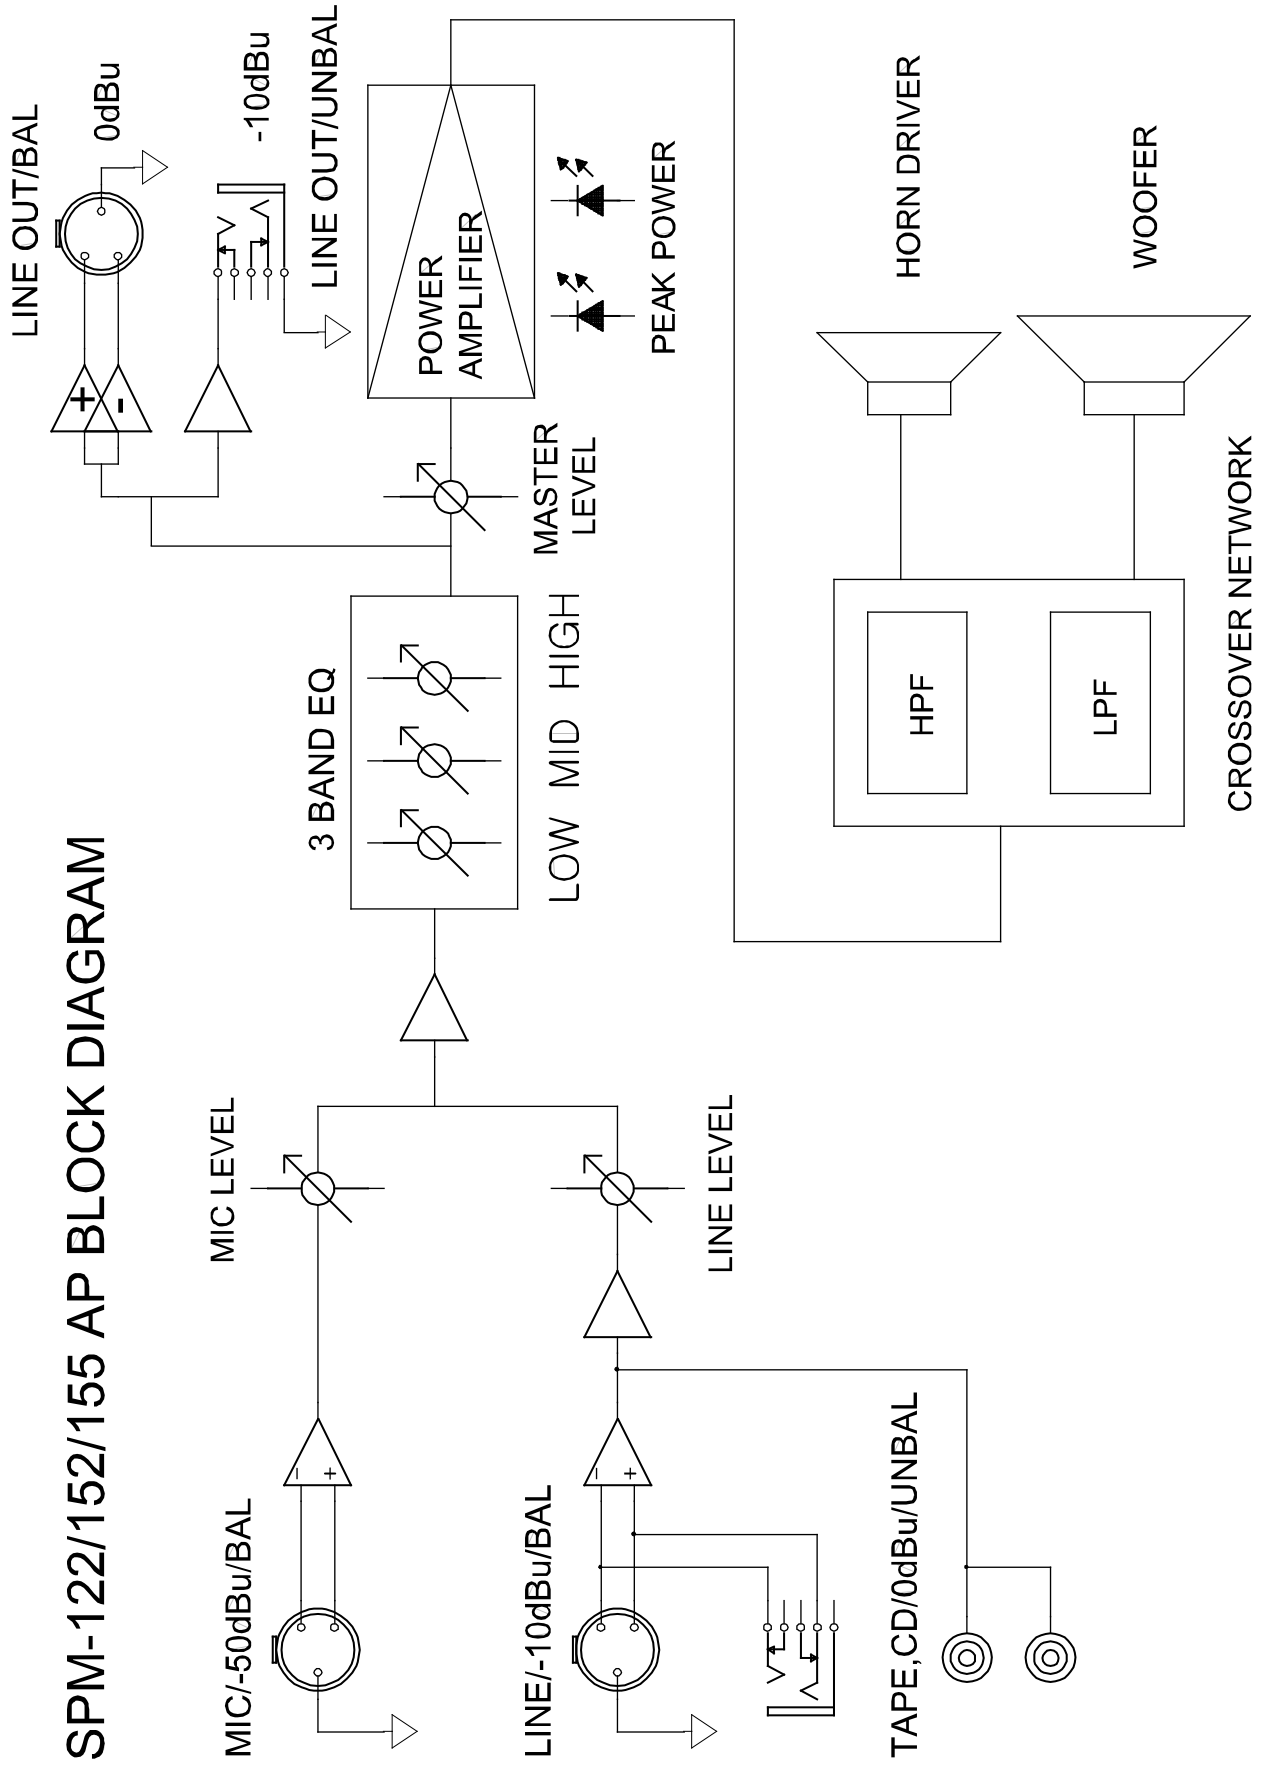 SPM-122/152/155 AP BLOCK DIAGRAM
MIC/-50dBu/BAL
MIC LEVEL
LINE/-10dBu/BAL
LINE LEVEL
TAPE,CD/0dBu/UNBAL
- +
- +
3 BAND EQ
LOW MID HIGH
MASTER
LEVEL
LINE OUT/BAL
0dBu
+
-
-10dBu
LINE OUT/UNBAL
POWER
AMPLIFIER
PEAK POWER
HPF
LPF
CROSSOVER NETWORK
HORN DRIVER
WOOFER